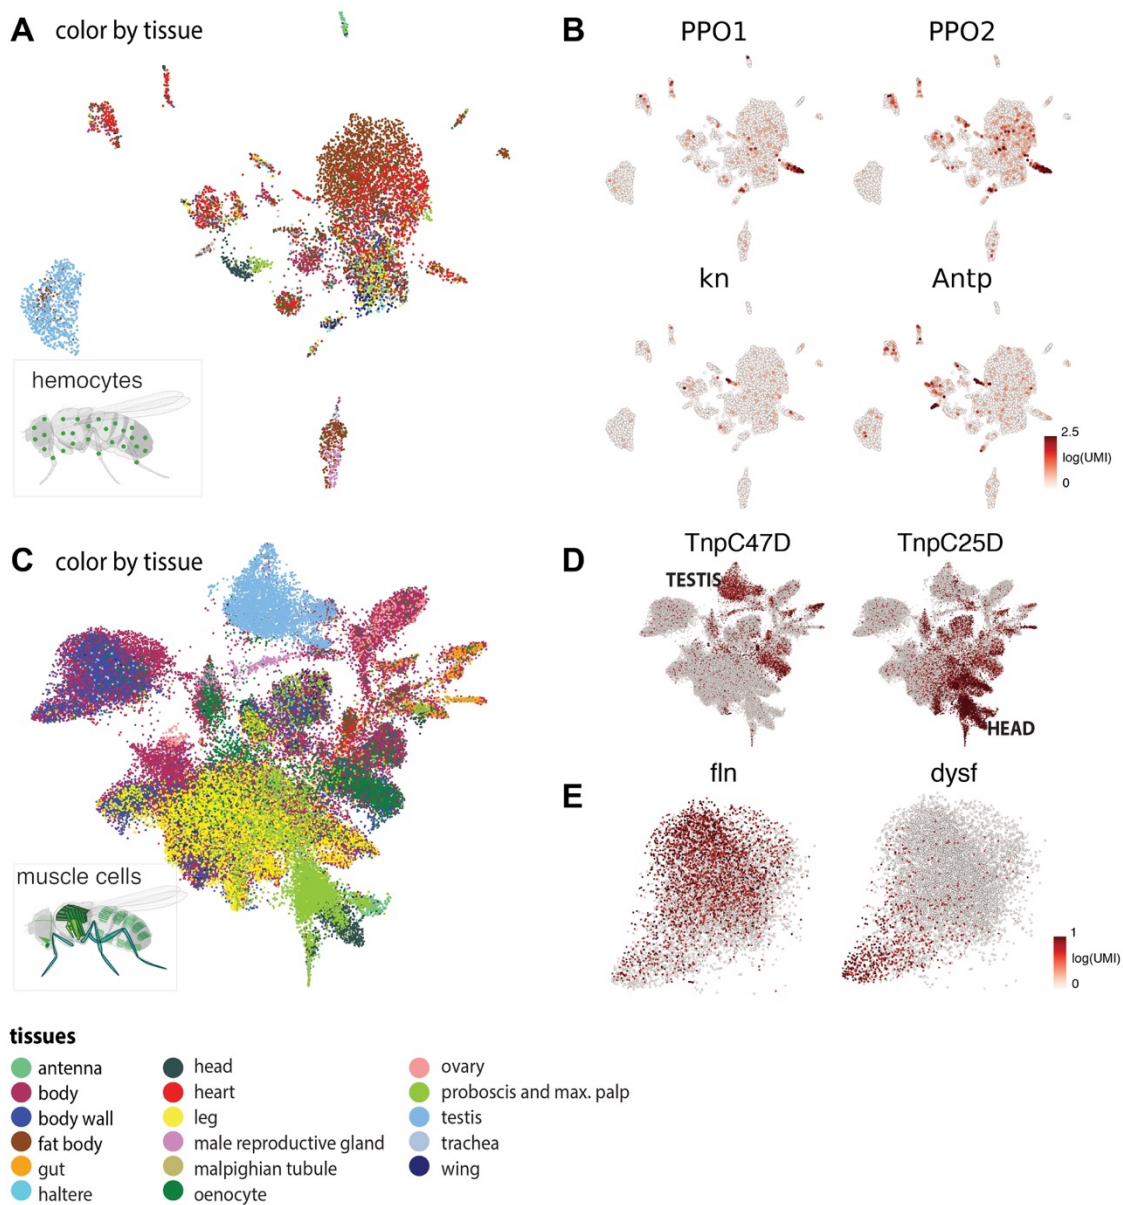 A color by tissue
hemocytes
B
PPO1 PPO2
kn Antp
2.5
log(UMI)
0
C color by tissue
muscle cells
D
TnpC47D TnpC25D
TESTIS
HEAD
E
fln dysf
1
log(UMI)
0
tissues
antenna
body
body wall
fat body
gut
haltere
head
heart
leg
male reproductive gland
malpighian tubule
oenocyte
ovary
proboscis and max. palp
testis
trachea
wing